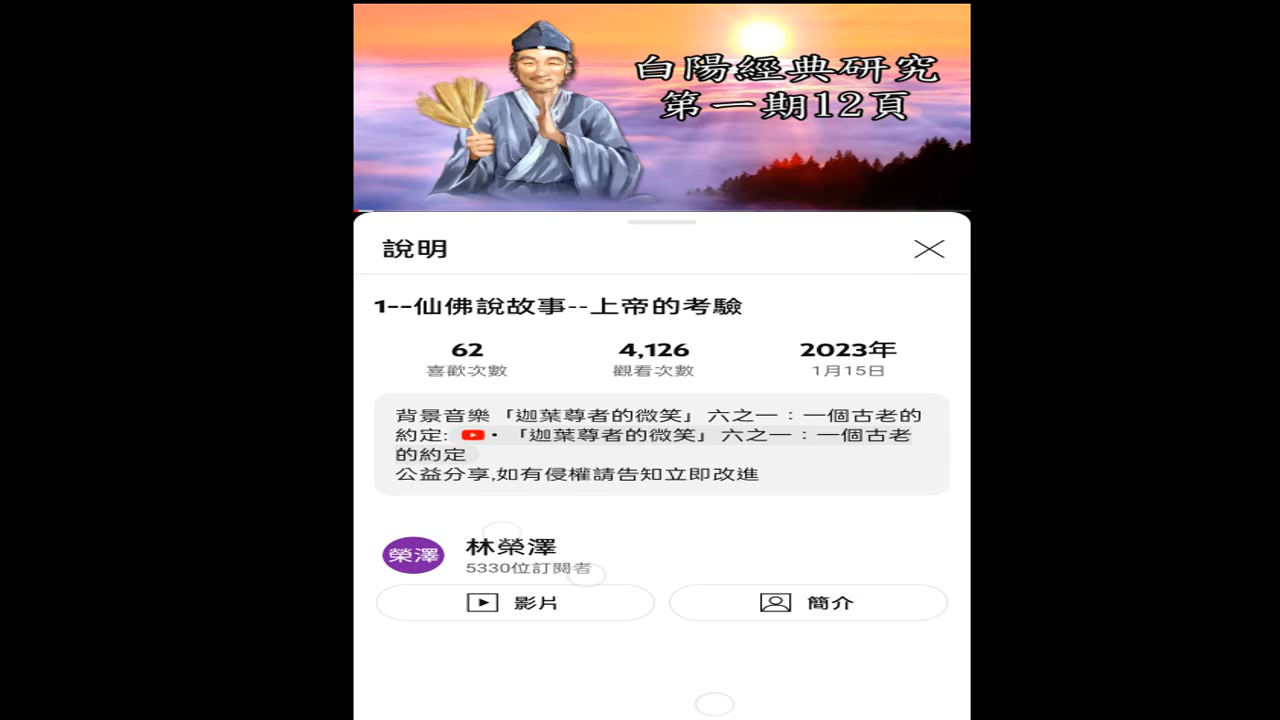 白陽經典研究
第一期12頁
說明
1--仙佛說故事--上帝的考驗
62 4,126 2023年
喜歡次數 觀看次數 1月15日
背景音樂「迦葉尊者的微笑」六之一：一個古老的
約定: •「迦葉尊者的微笑」六之一：一個古老
的約定
公益分享,如有侵權請告知立即改進
榮澤 林榮澤
5330位訂閱者
影片 簡介